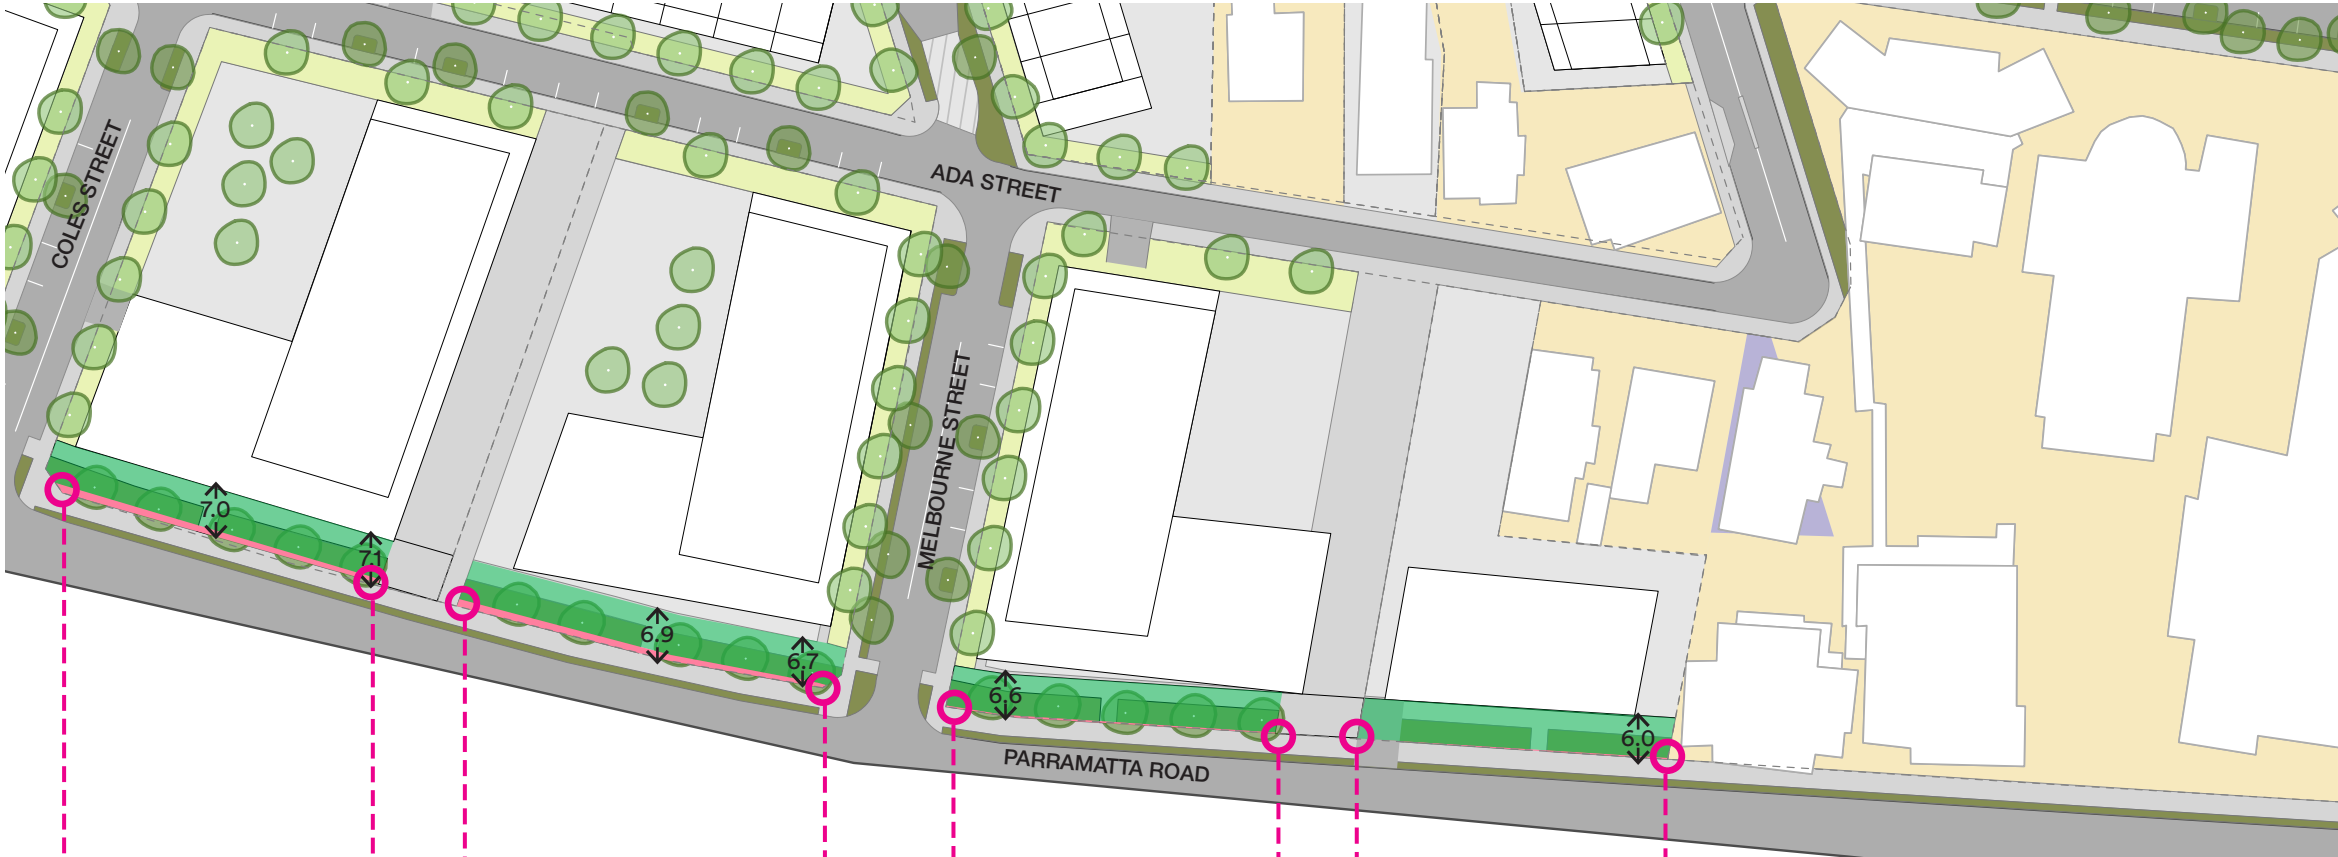 COLES STREET
ADA STREET
MELBOURNE STREET
7.0
7.1
6.9
6.7
6.6
6.0
PARRAMATTA ROAD